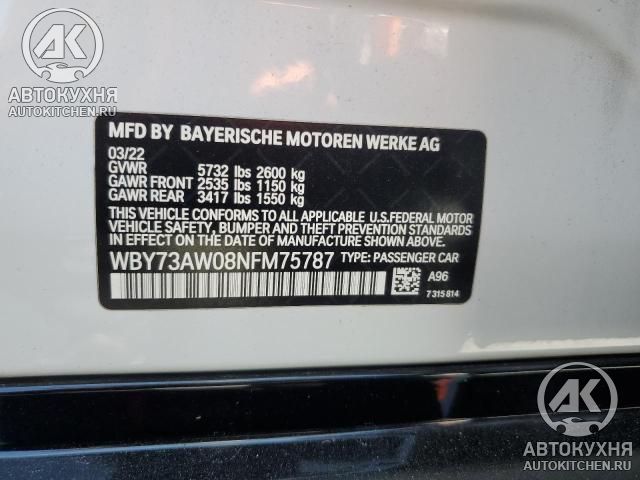 АК
АВТОКУХНЯ
AUTOKITCHEN.RU
MFD BY BAYERISCHE MOTOREN WERKE AG
03/22
GVWR 5732 lbs 2600 kg
GAWR FRONT 2535 lbs 1150 kg
GAWR REAR 3417 lbs 1550 kg
THIS VEHICLE CONFORMS TO ALL APPLICABLE U.S.FEDERAL MOTOR
VEHICLE SAFETY, BUMPER, AND THEFT PREVENTION STANDARDS
IN EFFECT ON THE DATE OF MANUFACTURE SHOWN ABOVE.
WBY73AW08NFM75787 TYPE: PASSENGER CAR
A96
7315814
АК
АВТОКУХНЯ
AUTOKITCHEN.RU